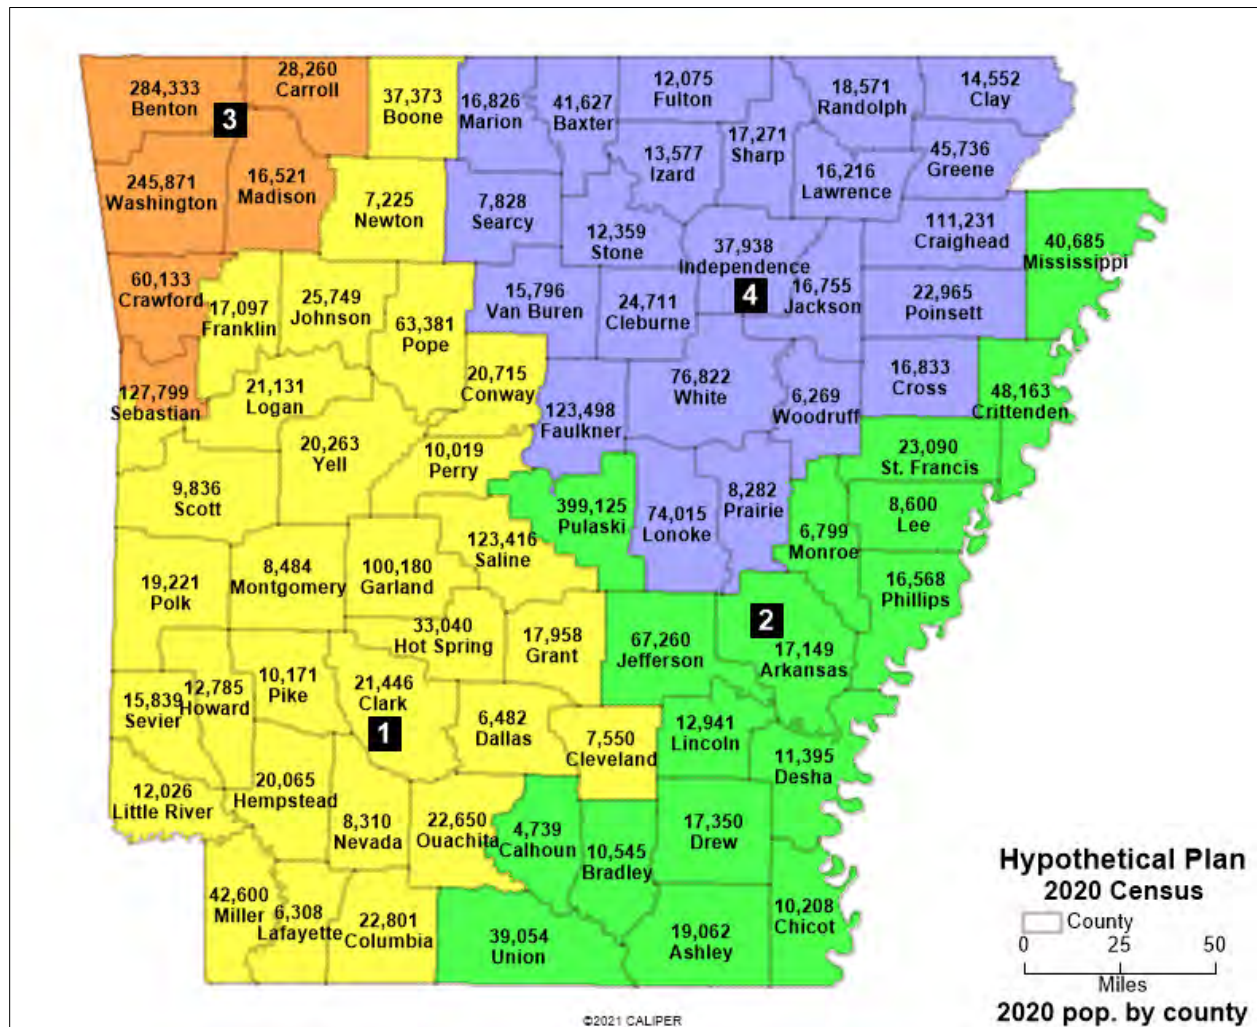 284,333
Benton
28,260
Carroll
3
37,373
Boone
16,826
Marion
41,627
Baxter
12,075
Fulton
18,571
Randolph
14,552
Clay
17,271
Sharp
13,577
Izard
16,216
Lawrence
45,736
Greene
245,871
Washington
16,521
Madison
7,225
Newton
7,828
Searcy
12,359
Stone
37,938
Independence
111,231
Craighead
40,685
Mississippi
60,133
Crawford
17,097
Franklin
25,749
Johnson
63,381
Pope
15,796
Van Buren
24,711
Cleburne
4
16,755
Jackson
22,965
Poinsett
127,799
Sebastian
21,131
Logan
20,715
Conway
123,498
Faulkner
76,822
White
6,269
Woodruff
16,833
Cross
48,163
Crittenden
20,263
Yell
10,019
Perry
23,090
St. Francis
9,836
Scott
399,125
Pulaski
74,015
Lonoke
8,282
Prairie
6,799
Monroe
8,600
Lee
123,416
Saline
19,221
Polk
8,484
Montgomery
100,180
Garland
16,568
Phillips
33,040
Hot Spring
17,958
Grant
67,260
Jefferson
2
17,149
Arkansas
15,839
Sevier
12,785
Howard
10,171
Pike
21,446
Clark
1
6,482
Dallas
7,550
Cleveland
12,941
Lincoln
11,395
Desha
12,026
Little River
20,065
Hempstead
8,310
Nevada
22,650
Ouachita
4,739
Calhoun
10,545
Bradley
17,350
Drew
42,600
Miller
6,308
Lafayette
22,801
Columbia
39,054
Union
19,062
Ashley
10,208
Chicot
Hypothetical Plan
2020 Census
County
0 25 50
Miles
2020 pop. by county
©2021 CALIPER